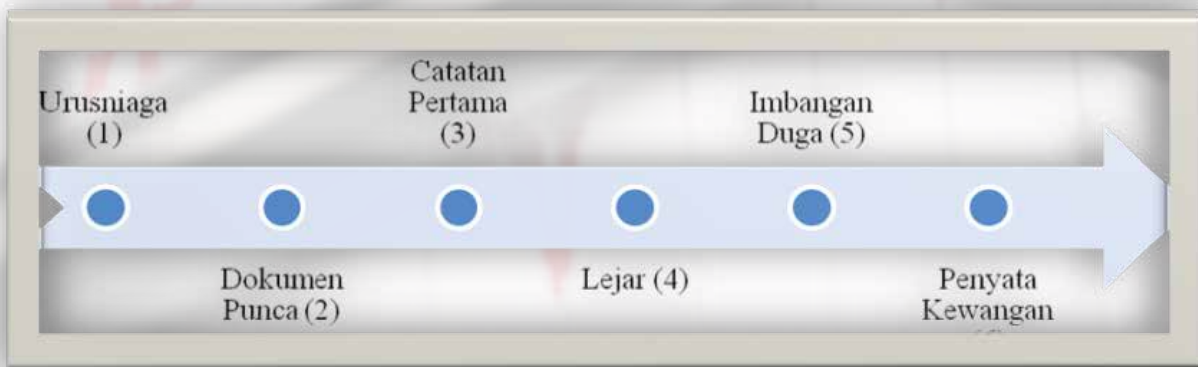 Urusniaga
(1)
Dokumen
Punca (2)
Catatan
Pertama
(3)
Lejar (4)
Imbangan
Duga (5)
Penyata
Kewangan